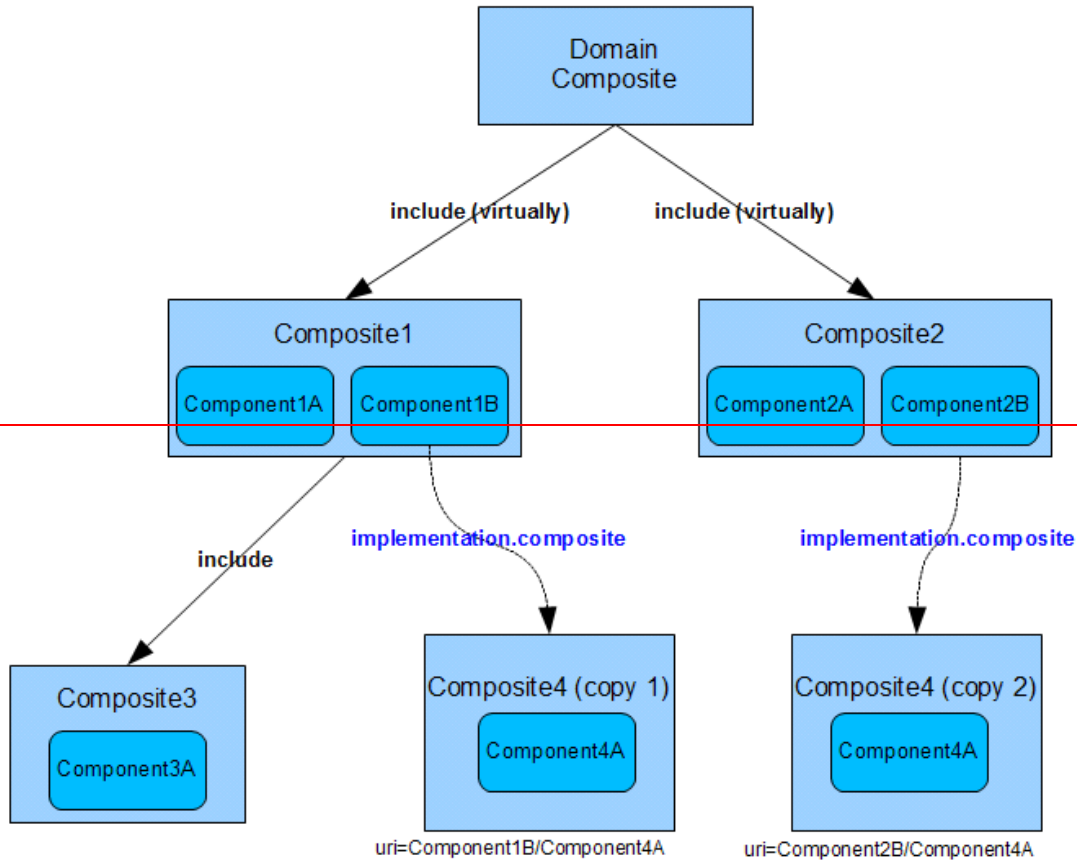 Domain
Composite
include (virtually)
include (virtually)
Composite1
Component1A
Component1B
Composite2
Component2A
Component2B
include
implementation.composite
implementation.composite
Composite3
Component3A
Composite4 (copy 1)
Component4A
uri=Component1B/Component4A
Composite4 (copy 2)
Component4A
uri=Component2B/Component4A